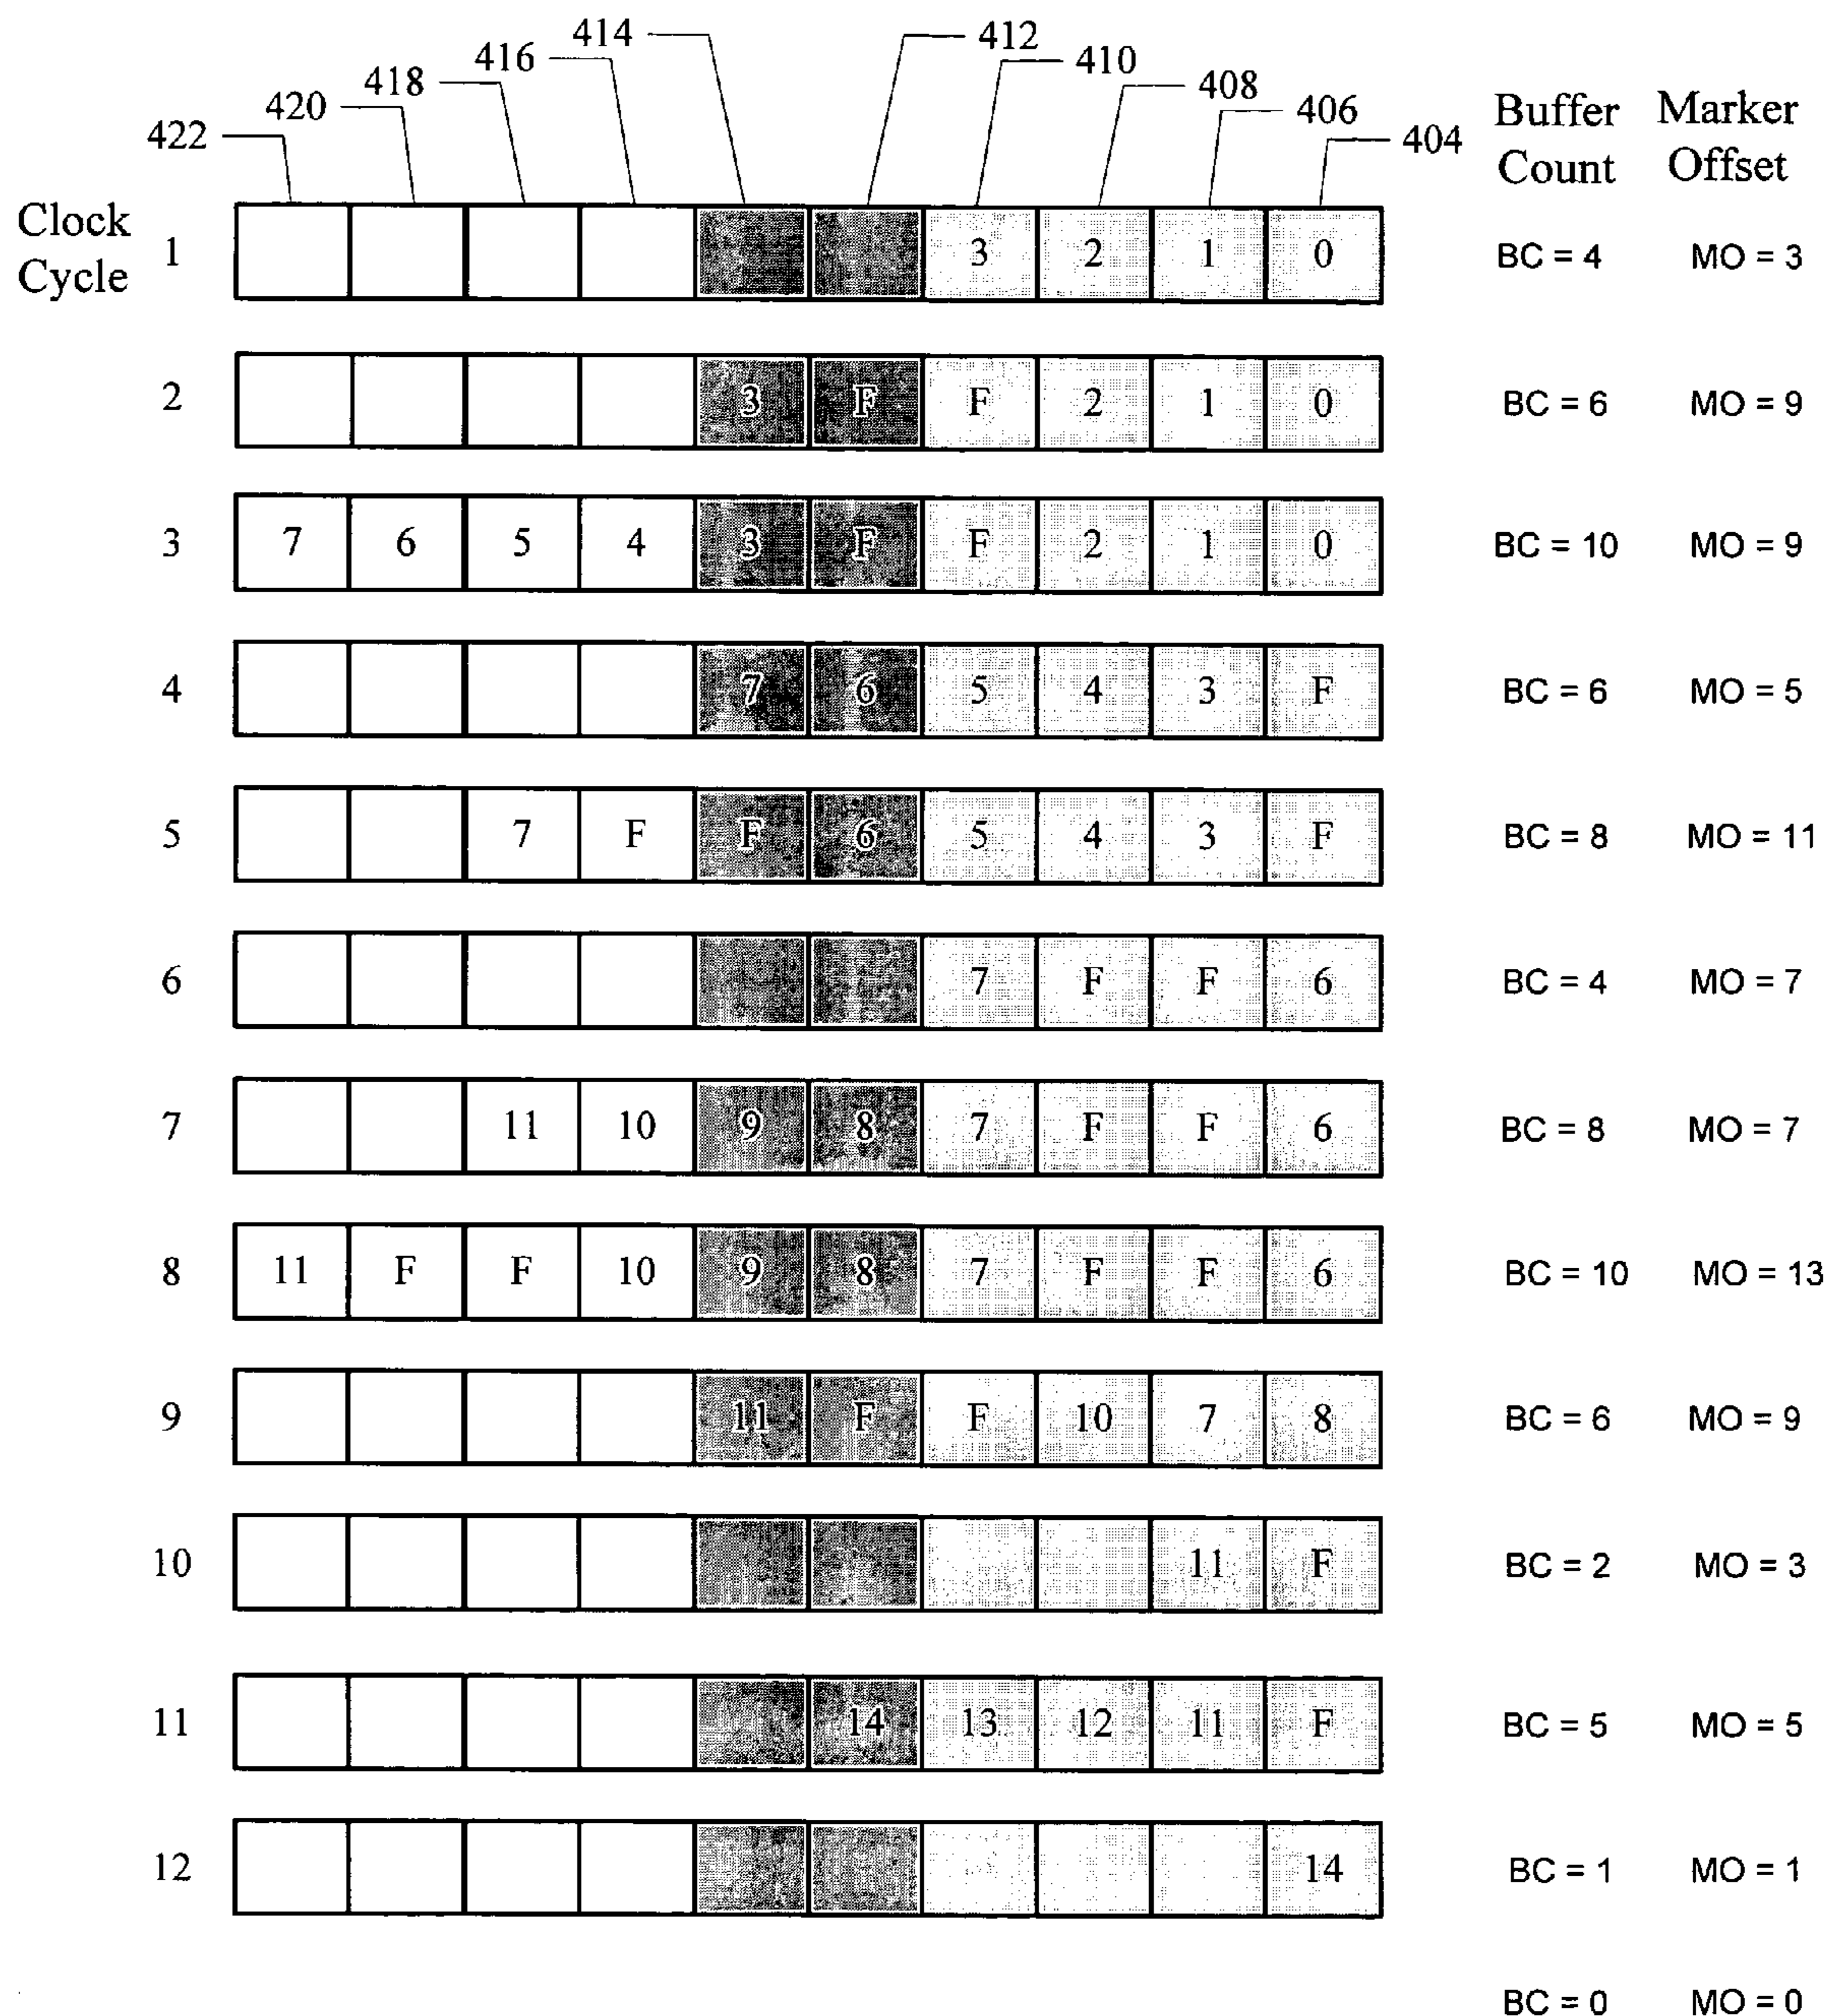 414
412
416
410
418
408
420
406
422
404
Buffer Count
Marker Offset
Clock Cycle
1 3 2 1 0 BC = 4 MO = 3
2 3 F F 2 1 0 BC = 6 MO = 9
3 7 6 5 4 3 F F 2 1 0 BC = 10 MO = 9
4 7 6 5 4 3 F BC = 6 MO = 5
5 7 F F 6 5 4 3 F BC = 8 MO = 11
6 7 F F 6 BC = 4 MO = 7
7 11 10 9 8 7 F F 6 BC = 8 MO = 7
8 11 F F 10 9 8 7 F F 6 BC = 10 MO = 13
9 11 F F 10 7 8 BC = 6 MO = 9
10 11 F BC = 2 MO = 3
11 14 13 12 11 F BC = 5 MO = 5
12 14 BC = 1 MO = 1
BC = 0 MO = 0